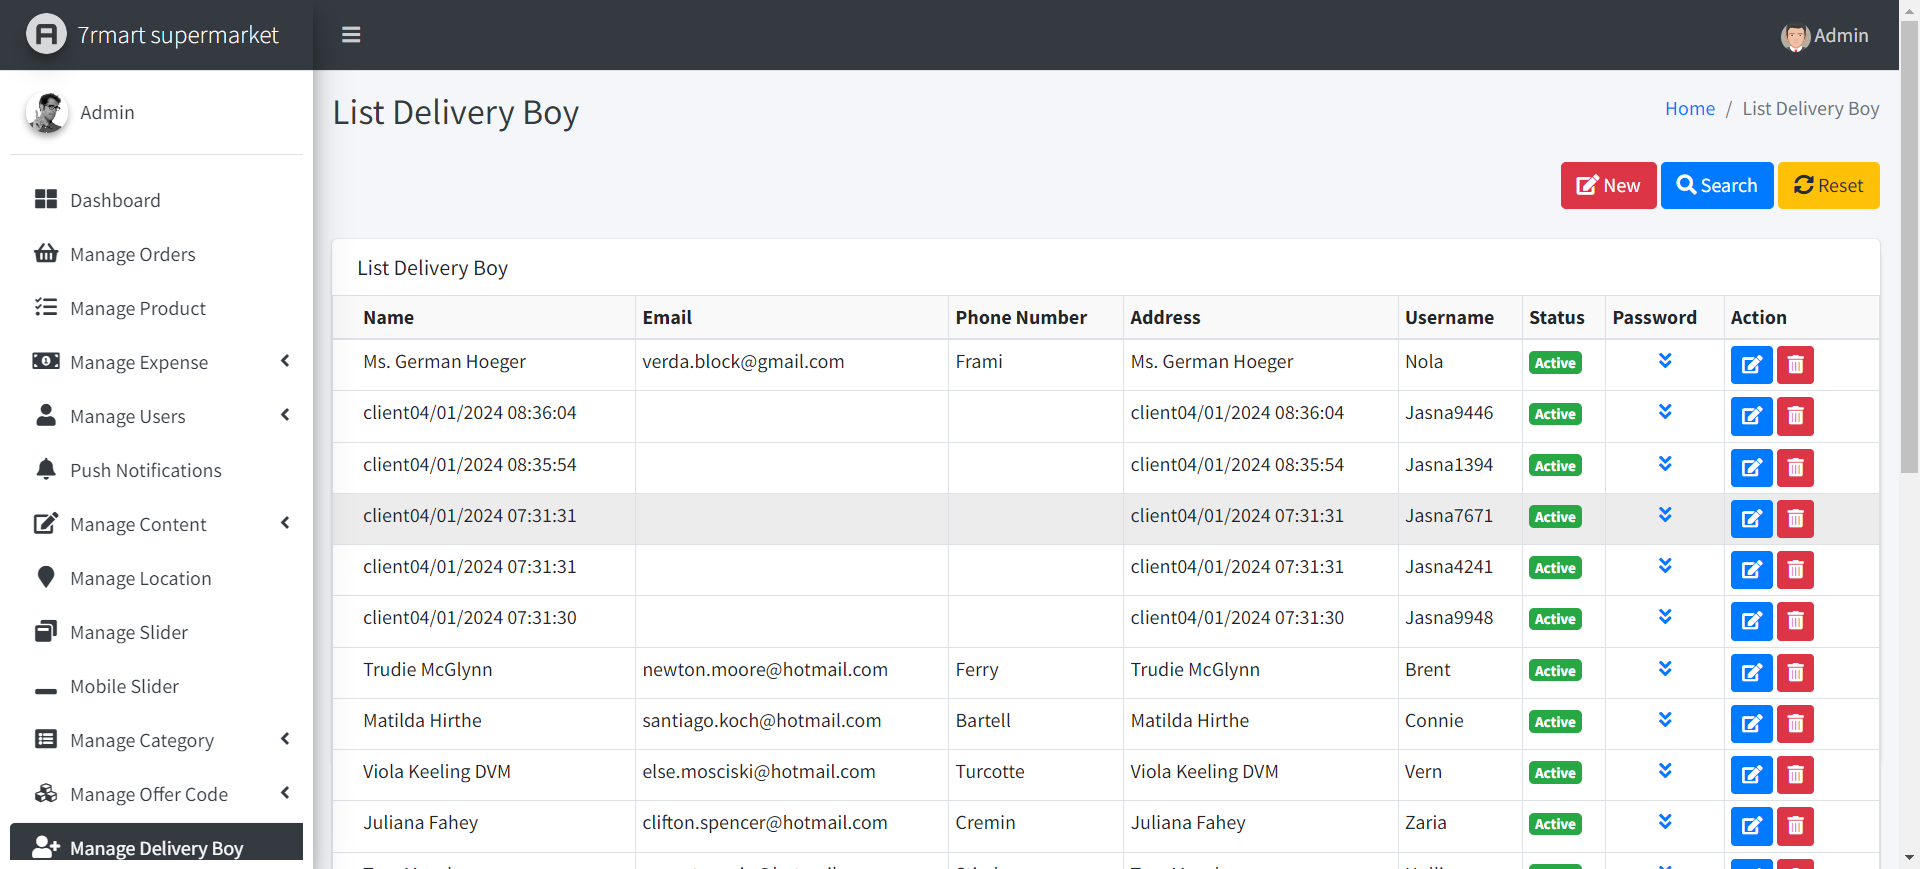 7rmart supermarket
Admin
Admin
List Delivery Boy
Home / List Delivery Boy
Dashboard
Manage Orders
Manage Product
Manage Expense
Manage Users
Push Notifications
Manage Content
Manage Location
Manage Slider
Mobile Slider
Manage Category
Manage Offer Code
Manage Delivery Boy
New Search Reset
List Delivery Boy
Name Email Phone Number Address Username Status Password Action
Ms. German Hoeger verda.block@gmail.com Frami Ms. German Hoeger Nola Active
client04/01/2024 08:36:04 client04/01/2024 08:36:04 Jasna9446 Active
client04/01/2024 08:35:54 client04/01/2024 08:35:54 Jasna1394 Active
client04/01/2024 07:31:31 client04/01/2024 07:31:31 Jasna7671 Active
client04/01/2024 07:31:31 client04/01/2024 07:31:31 Jasna4241 Active
client04/01/2024 07:31:30 client04/01/2024 07:31:30 Jasna9948 Active
Trudie McGlynn newton.moore@hotmail.com Ferry Trudie McGlynn Brent Active
Matilda Hirthe santiago.koch@hotmail.com Bartell Matilda Hirthe Connie Active
Viola Keeling DVM else.mosciski@hotmail.com Turcotte Viola Keeling DVM Vern Active
Juliana Fahey clifton.spencer@hotmail.com Cremin Juliana Fahey Zaria Active